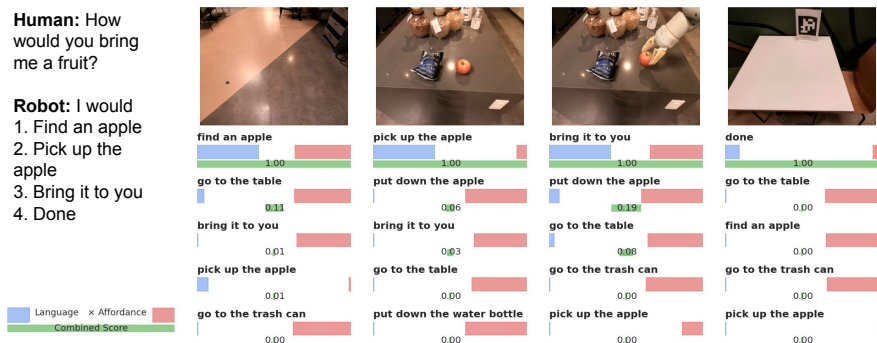 Human: How
would you bring
me a fruit?
Robot: I would
1. Find an apple
2. Pick up the
apple
3. Bring it to you
4. Done
find an apple
1.00
go to the table
0.11
bring it to you
0.01
pick up the apple
0.01
go to the trash can
0.00
pick up the apple
1.00
put down the apple
0.06
bring it to you
0.03
go to the table
0.00
put down the water bottle
0.00
bring it to you
1.00
put down the apple
0.19
go to the table
0.08
go to the trash can
0.00
pick up the apple
0.00
done
1.00
go to the table
0.00
find an apple
0.00
go to the trash can
0.00
pick up the apple
0.00
Language × Affordance
Combined Score